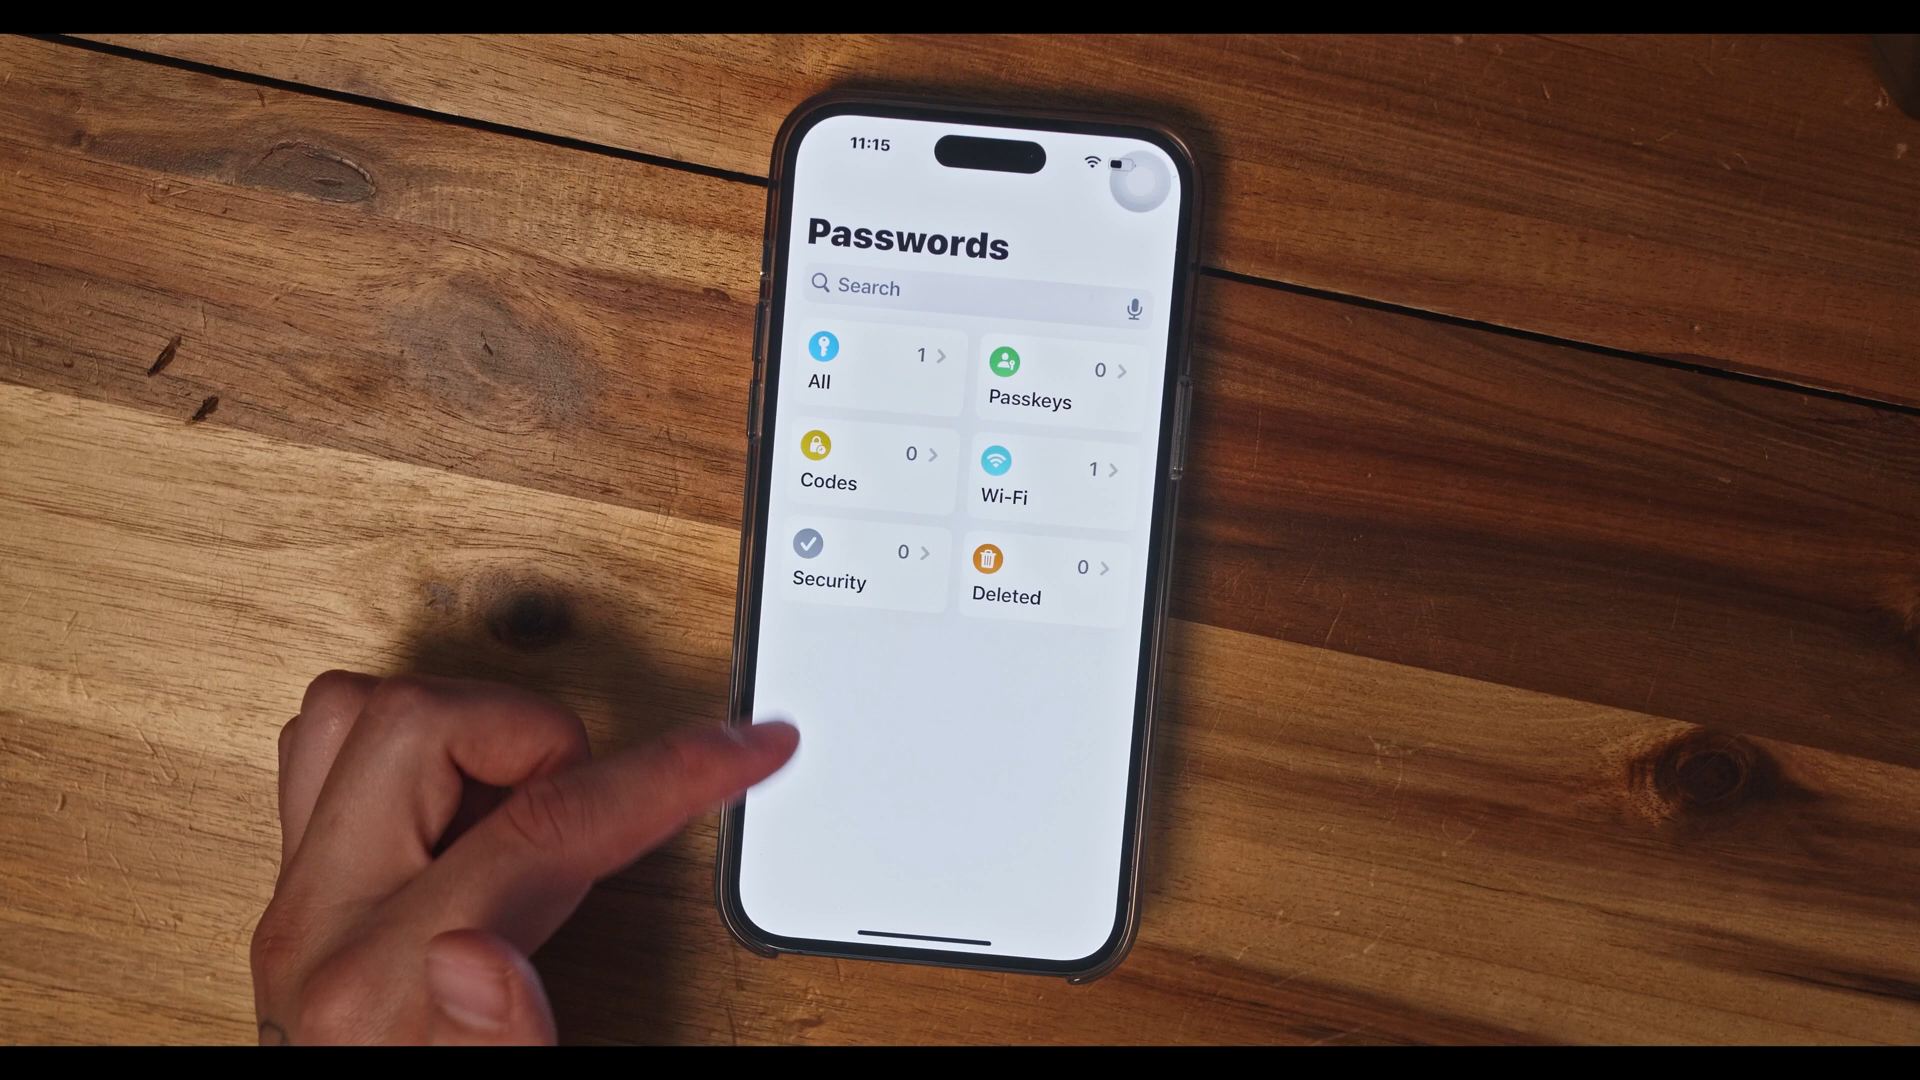 11:15
Passwords
Search
1
All
0
Passkeys
0
Codes
1
Wi-Fi
0
Security
0
Deleted